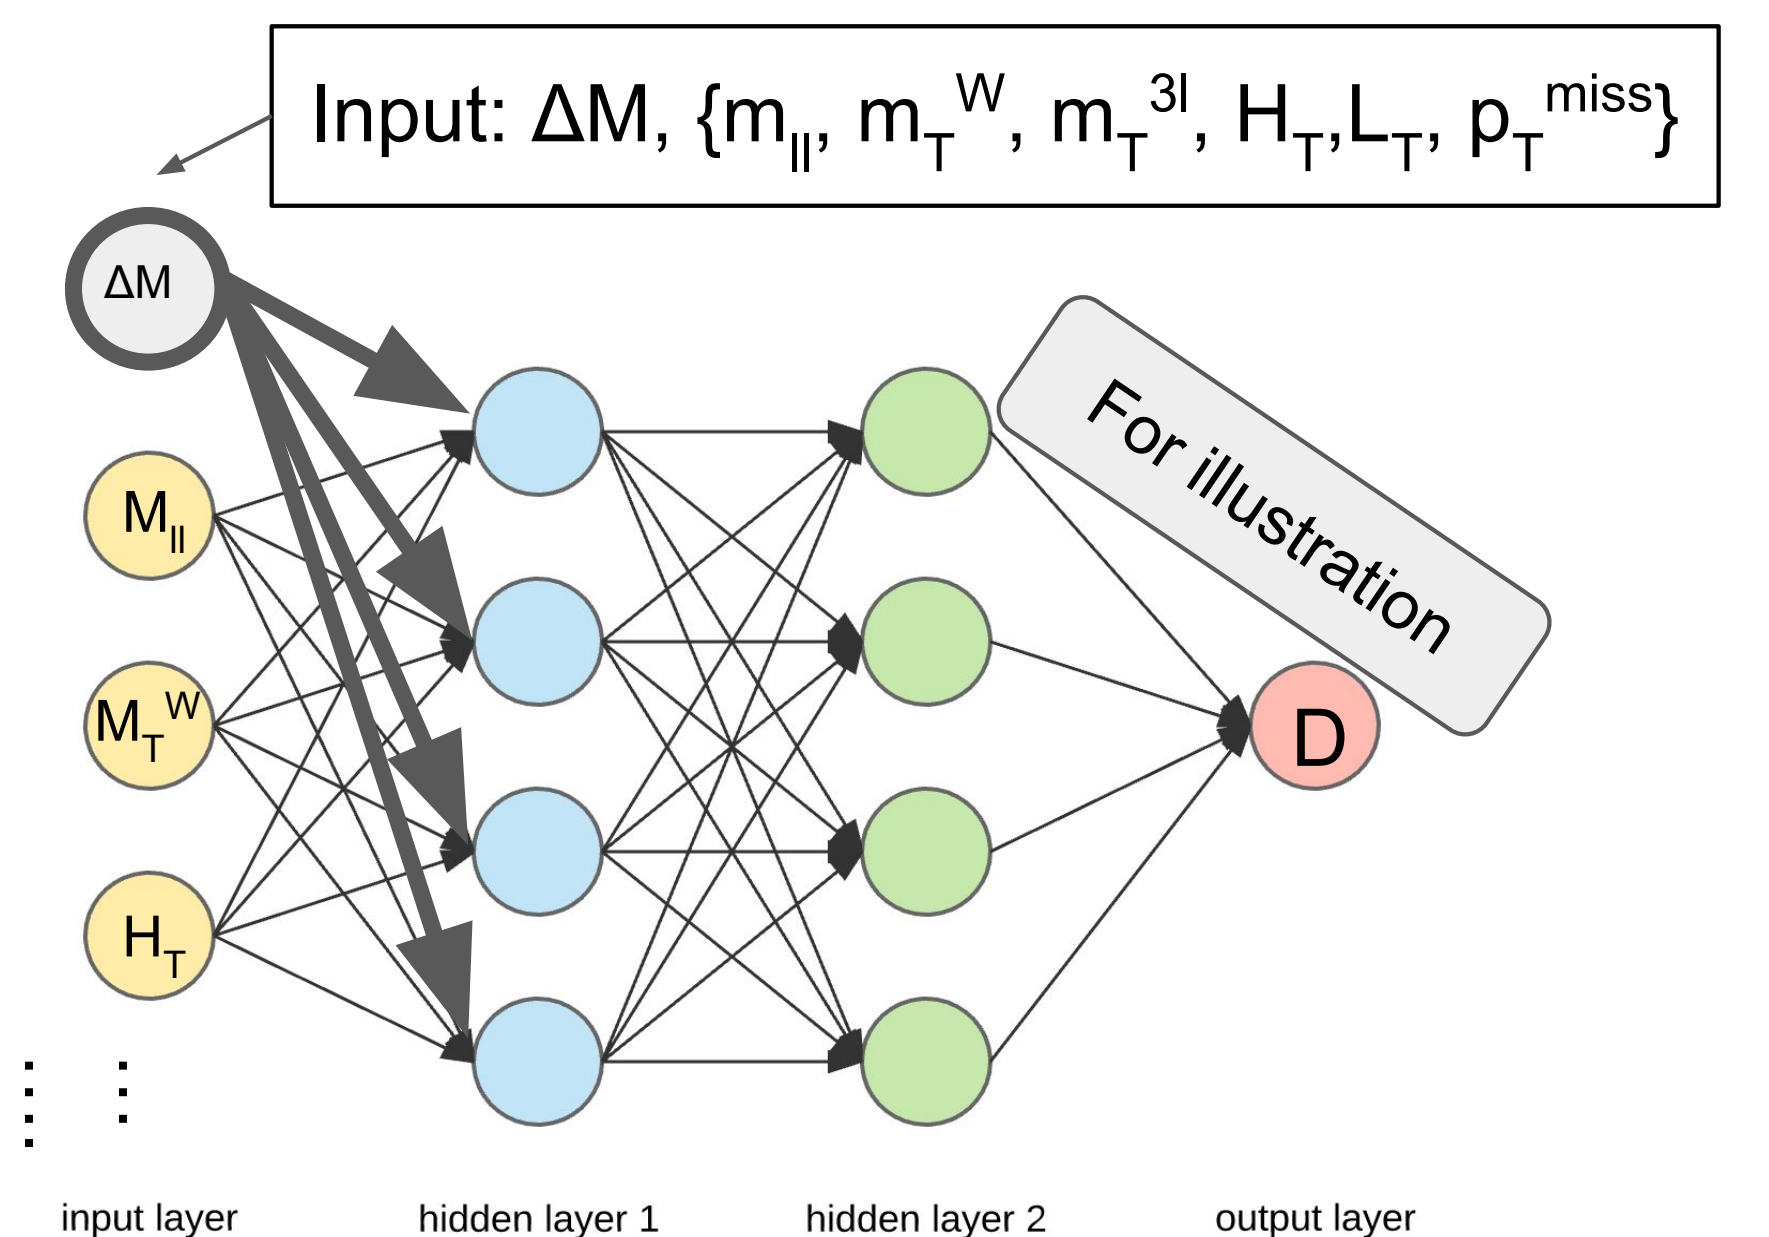 Input: ΔM, {m_ll, m_T^W, m_T^3l, H_T,L_T, p_T^miss}
ΔM
M_ll
M_T^W
H_T
For illustration
D
input layer
hidden layer 1
hidden layer 2
output layer